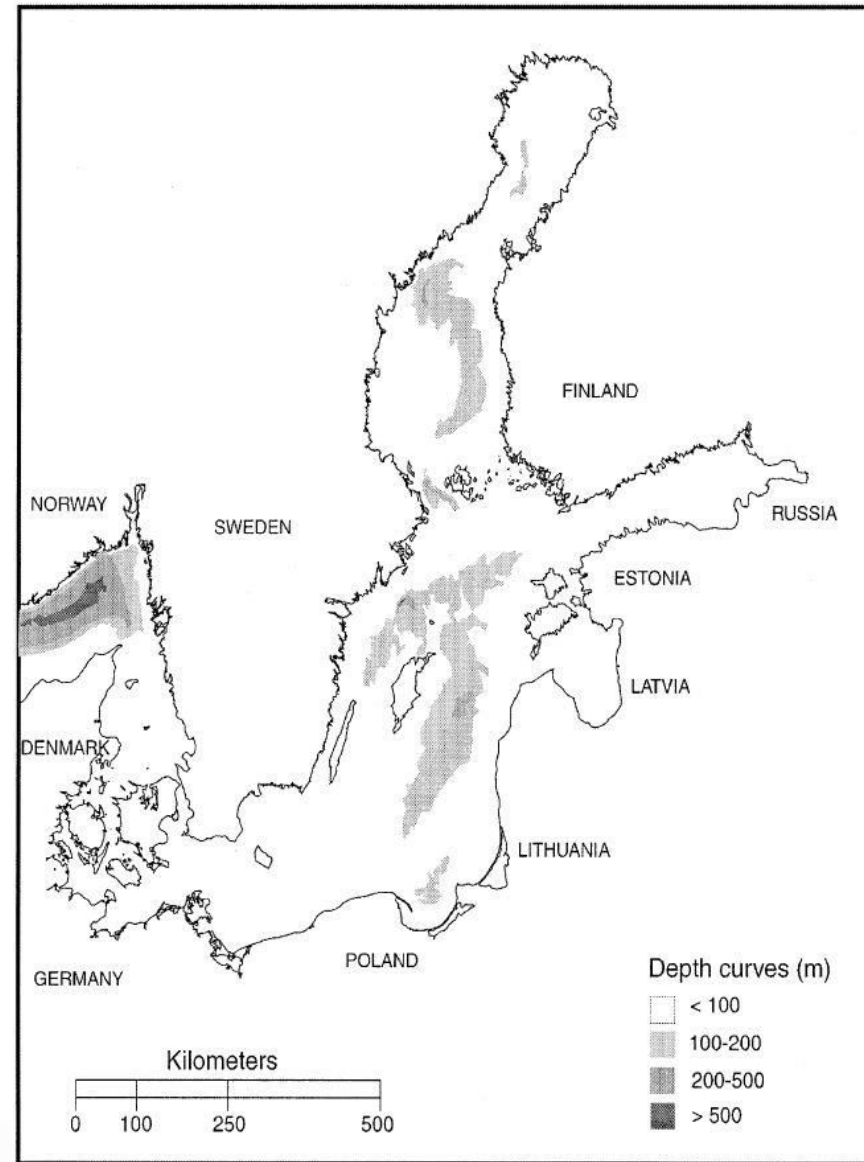 FINLAND
NORWAY
SWEDEN
RUSSIA
ESTONIA
LATVIA
DENMARK
LITHUANIA
POLAND
GERMANY
Depth curves (m)
< 100
100-200
200-500
> 500
Kilometers
0 100 250 500